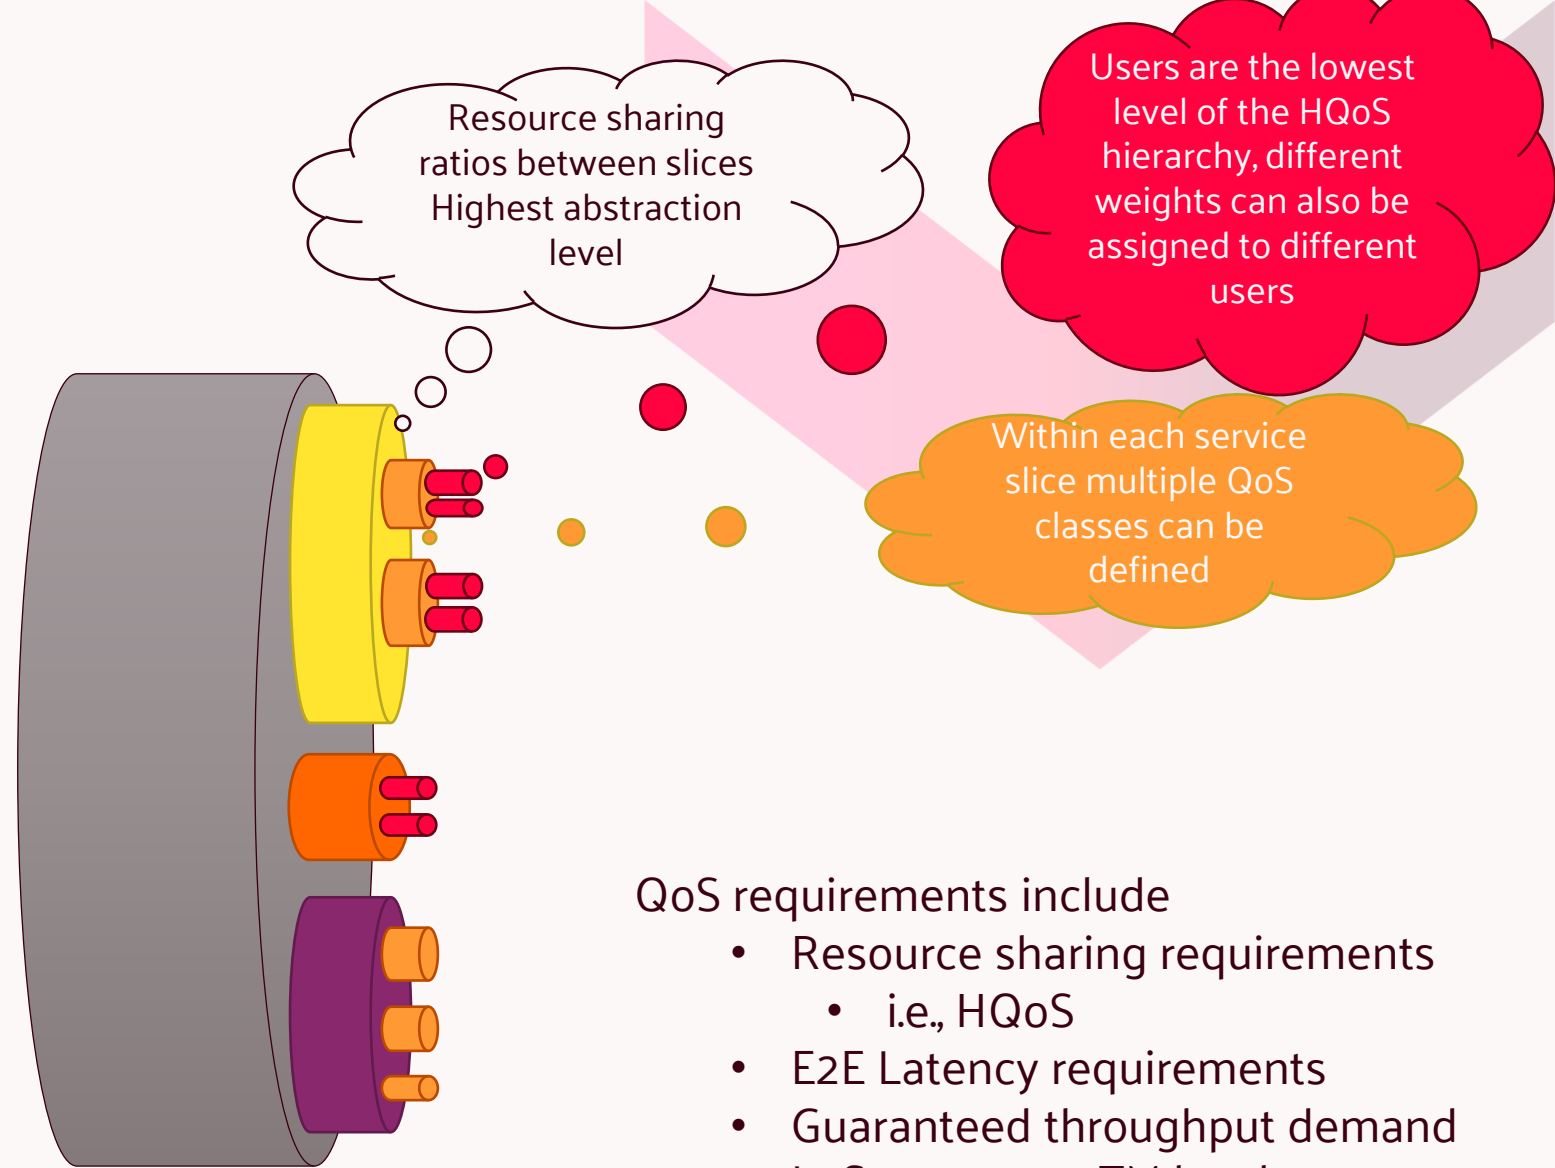 Resource sharing
ratios between slices
Highest abstraction
level
Users are the lowest
level of the HQoS
hierarchy, different
weights can also be
assigned to different
users
Within each service
slice multiple QoS
classes can be
defined
QoS requirements include
• Resource sharing requirements
• i.e., HQoS
• E2E Latency requirements
• Guaranteed throughput demand